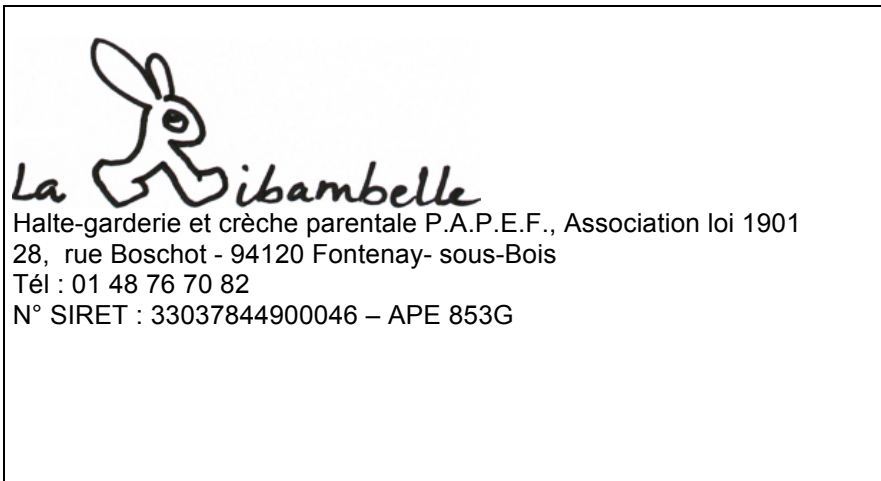 La Ribambelle
Halte-garderie et crèche parentale P.A.P.E.F., Association loi 1901
28, rue Boschot - 94120 Fontenay- sous-Bois
Tél : 01 48 76 70 82
N° SIRET : 33037844900046 – APE 853G